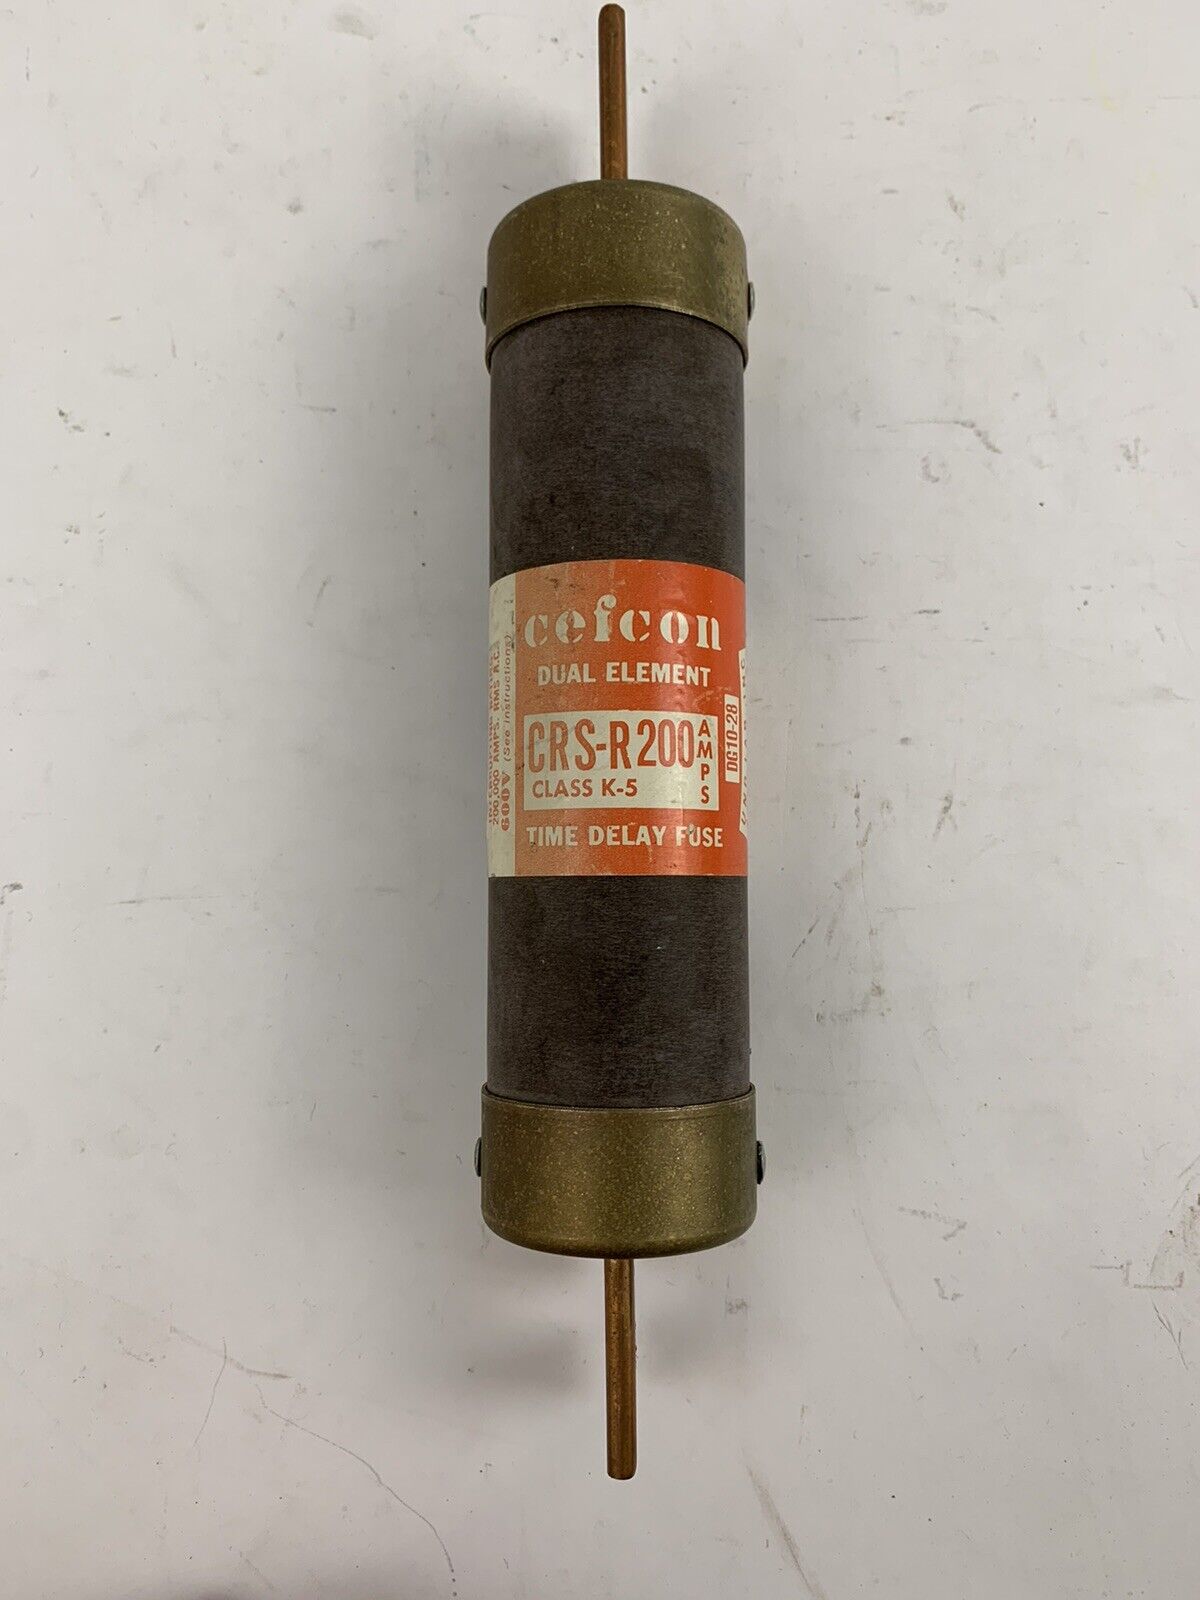 cefcon
DUAL ELEMENT
CRS-R200
AMPS
CLASS K-5
TIME DELAY FUSE
DG10-28
200,000 AMPS. RMS A.C.
600V (See instructions)